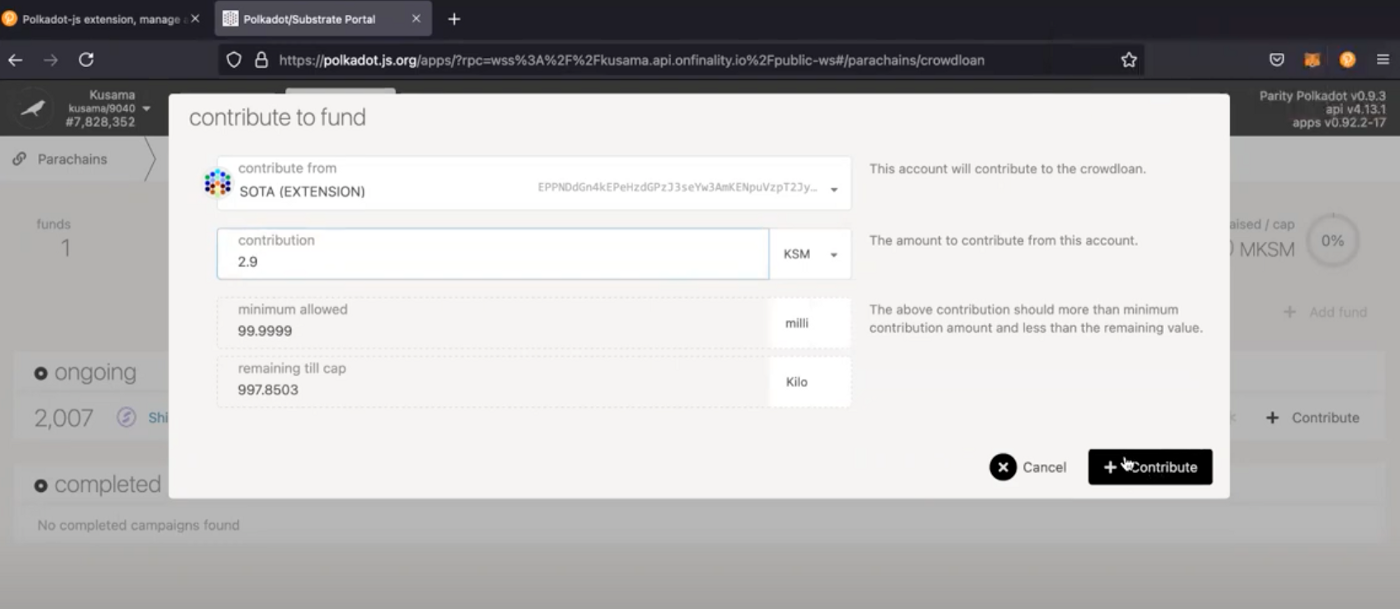 Polkadot-js extension, manage
Polkadot/Substrate Portal
https://polkadot.js.org/apps/?rpc=wss%3A%2F%2Fkusama.api.onfinality.io%2Fpublic-ws#/parachains/crowdloan
Kusama
kusama/9040
#7,828,352
Parity Polkadot v0.9.3
api v4.13.1
apps v0.92.2-17
Parachains
contribute to fund
contribute from
SOTA (EXTENSION)
This account will contribute to the crowdloan.
funds
1
contribution
2.9
KSM
The amount to contribute from this account.
/ cap
MKSM
0%
minimum allowed
99.9999
milli
The above contribution should more than minimum
contribution amount and less than the remaining value.
+ Add fund
remaining till cap
997.8503
Kilo
ongoing
2,007
+ Contribute
Cancel
+ Contribute
completed
No completed campaigns found